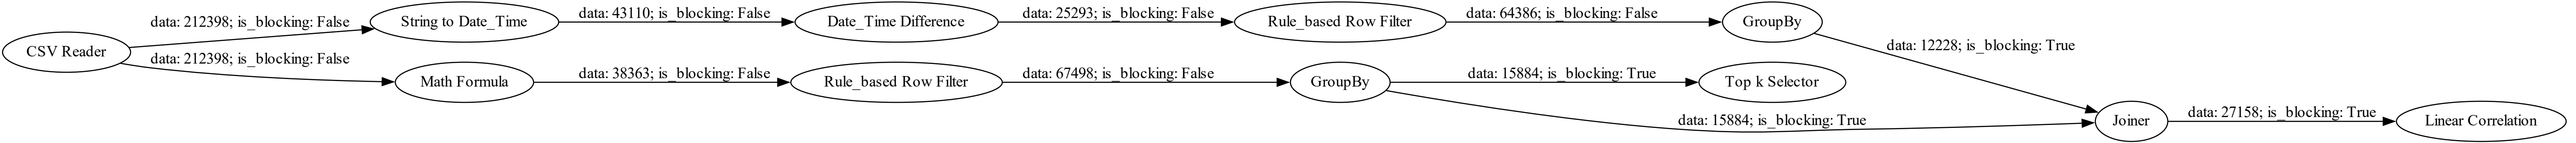 data: 212398; is_blocking: False
String to Date_Time
data: 43110; is_blocking: False
Date_Time Difference
data: 25293; is_blocking: False
Rule_based Row Filter
data: 64386; is_blocking: False
GroupBy
CSV Reader
data: 12228; is_blocking: True
data: 212398; is_blocking: False
Math Formula
data: 38363; is_blocking: False
Rule_based Row Filter
data: 67498; is_blocking: False
GroupBy
data: 15884; is_blocking: True
Top k Selector
data: 15884; is_blocking: True
Joiner
data: 27158; is_blocking: True
Linear Correlation